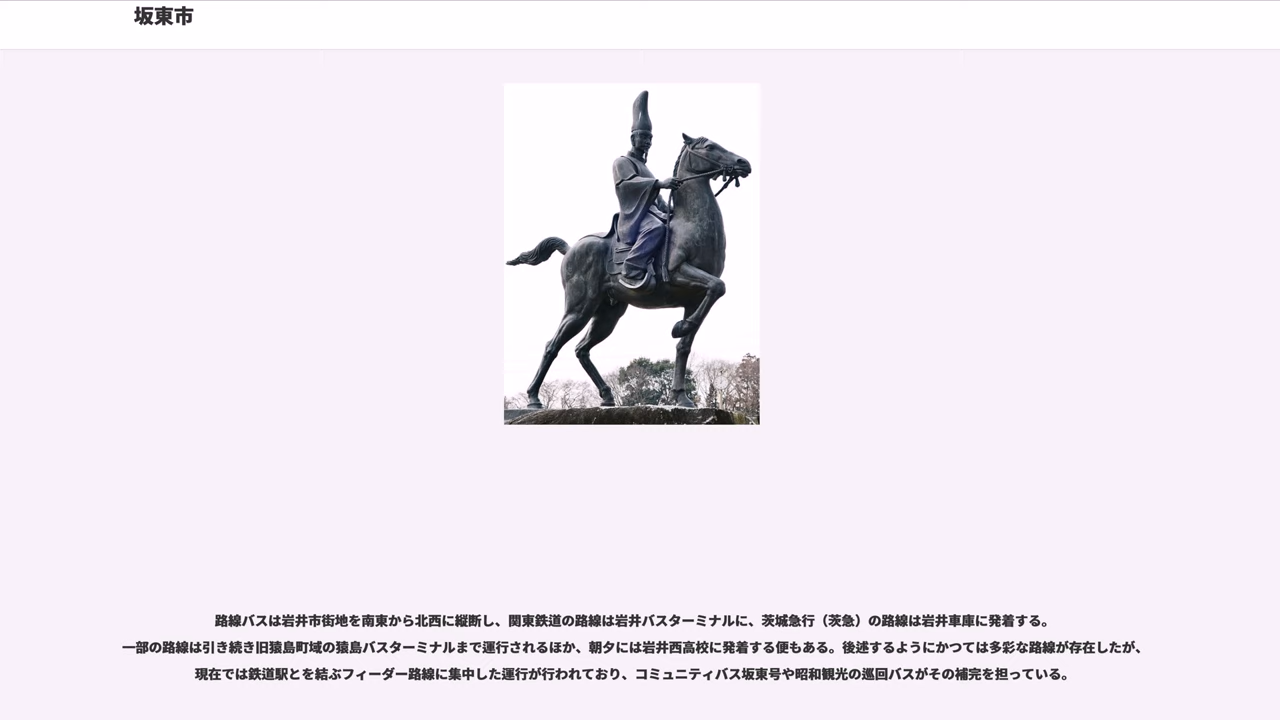 坂東市
路線バスは岩井市街地を南東から北西に縦断し、関東鉄道の路線は岩井バスターミナルに、茨城急行（茨急）の路線は岩井車庫に発着する。
一部の路線は引き続き旧猿島町域の猿島バスターミナルまで運行されるほか、朝夕には岩井西高校に発着する便もある。後述するようにかつては多彩な路線が存在したが、
現在では鉄道駅とを結ぶフィーダー路線に集中した運行が行われており、コミュニティバス坂東号や昭和観光の巡回バスがその補完を担っている。